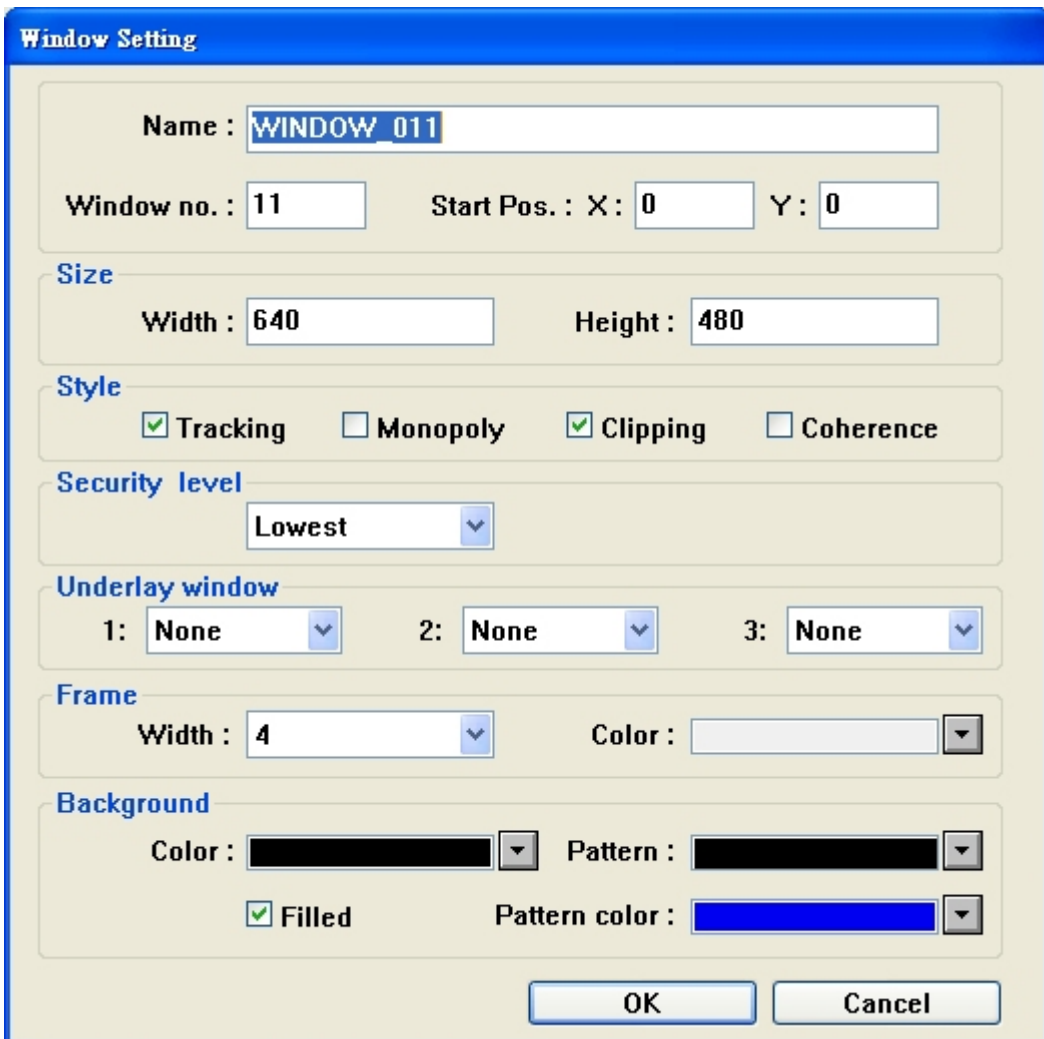 Window Setting
Name : WINDOW_011
Window no. : 11 Start Pos. : X : 0 Y : 0
Size
Width : 640 Height : 480
Style
Tracking Monopoly Clipping Coherence
Security level
Lowest
Underlay window
1: None 2: None 3: None
Frame
Width : 4 Color :
Background
Color : Pattern :
Filled Pattern color :
OK Cancel